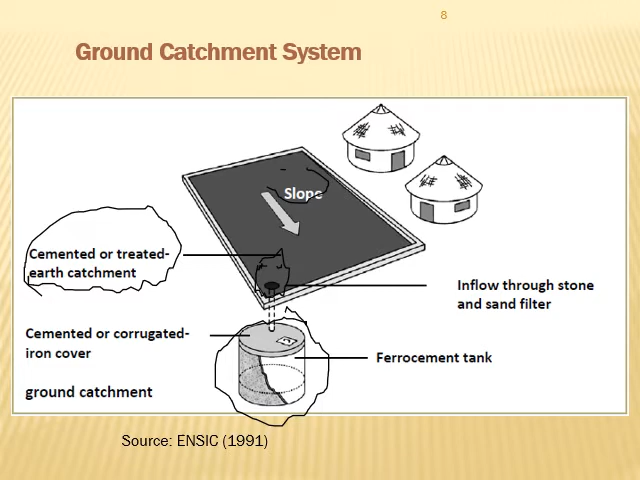 8
Ground Catchment System
Slope
Cemented or treated-
earth catchment
Inflow through stone
and sand filter
Cemented or corrugated-
iron cover
Ferrocement tank
ground catchment
Source: ENSIC (1991)